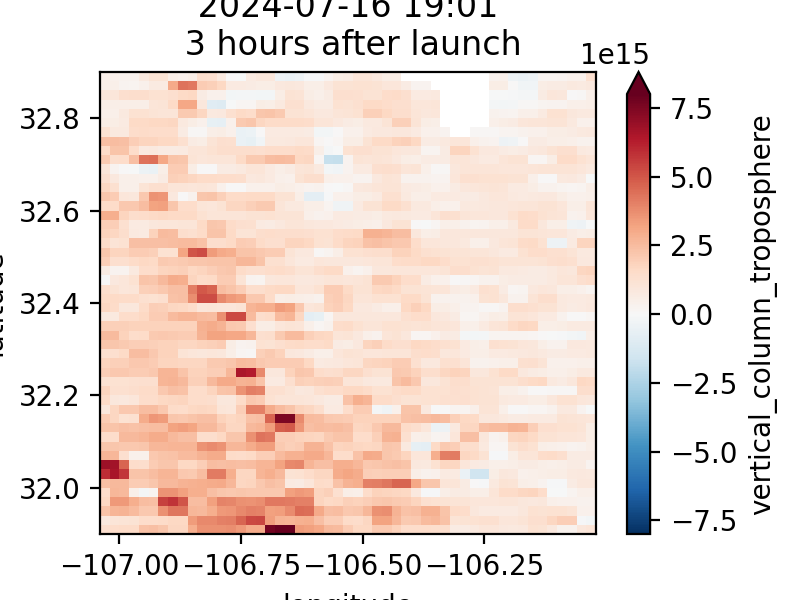 2024-07-16 19:01
3 hours after launch
1e15
32.8
32.6
32.4
32.2
32.0
−107.00 −106.75 −106.50 −106.25
longitude
latitude
7.5
5.0
2.5
0.0
−2.5
−5.0
−7.5
vertical_column_troposphere